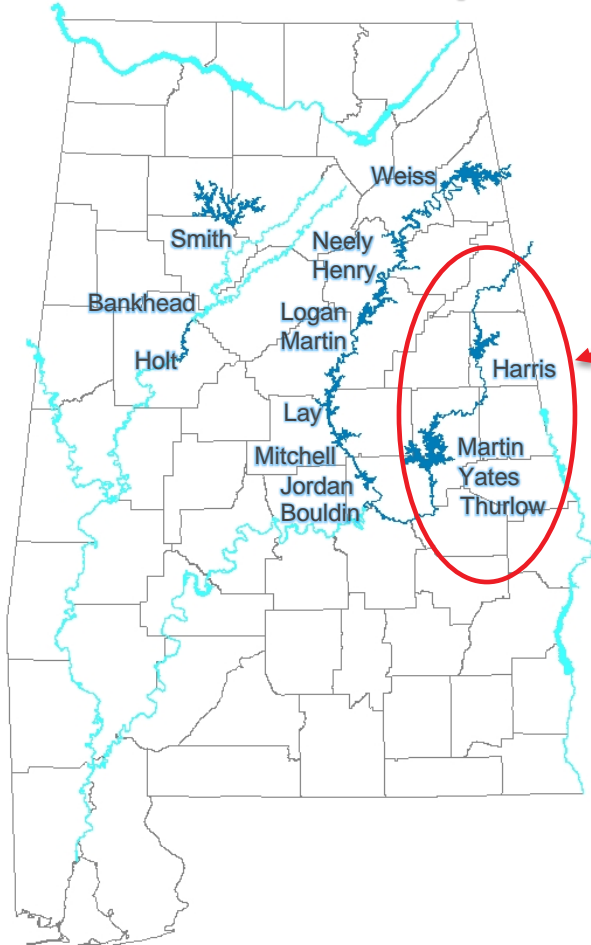 Weiss
Smith
Neely
Henry
Bankhead
Logan
Martin
Holt
Harris
Lay
Mitchell
Martin
Yates
Thurlow
Jordan
Bouldin